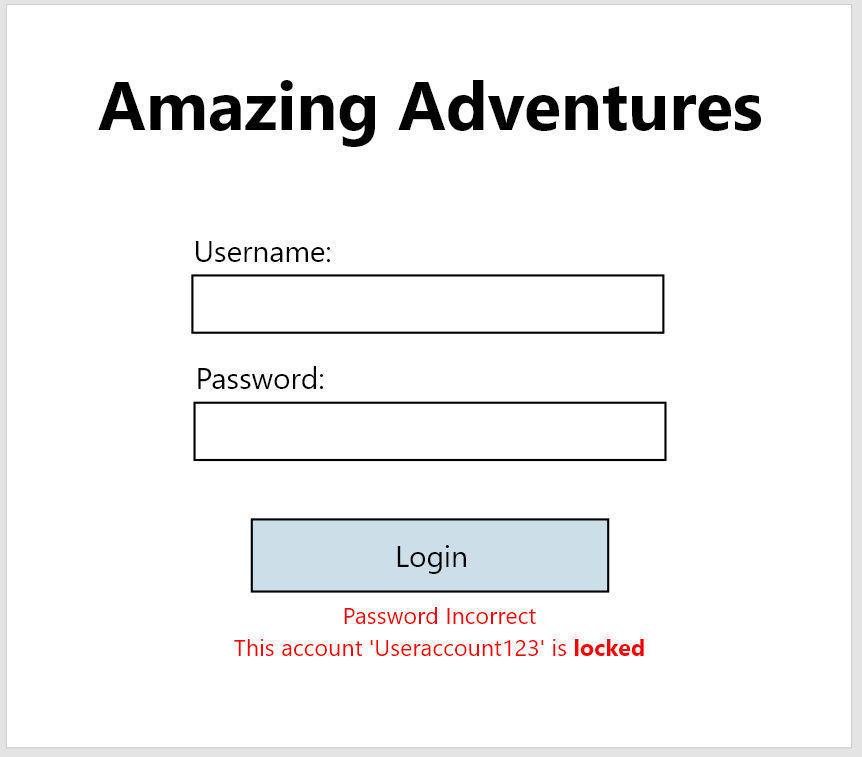 Amazing Adventures
Username:
Password:
Login
Password Incorrect
This account 'Useraccount123' is locked